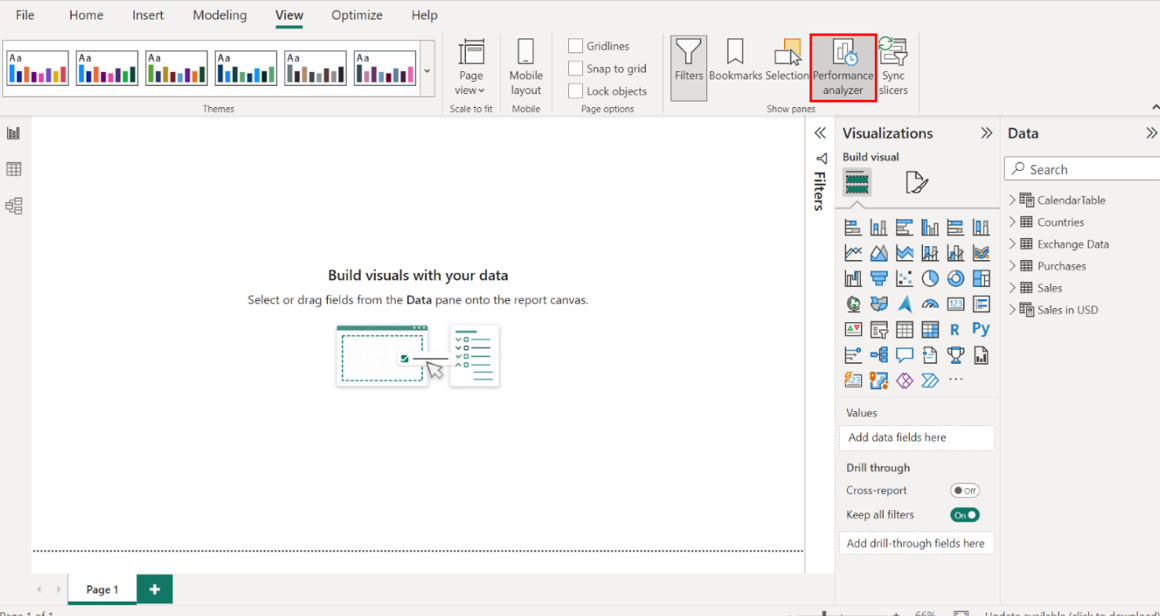 File Home Insert Modeling View Optimize Help
Aa Aa Aa Aa Aa Aa
Page view
Mobile layout
Gridlines
Snap to grid
Lock objects
Filters
Bookmarks
Selection
Performance analyzer
Sync slicers
Themes
Scale to fit
Mobile
Page options
Show panes
Build visuals with your data
Select or drag fields from the Data pane onto the report canvas.
Filters
Visualizations
Build visual
123
R
Py
123
Values
Add data fields here
Drill through
Cross-report
Off
Keep all filters
On
Add drill-through fields here
Data
Search
CalendarTable
Countries
Exchange Data
Purchases
Sales
Sales in USD
Page 1
Page 1 of 1
66%
Update available (click to download)